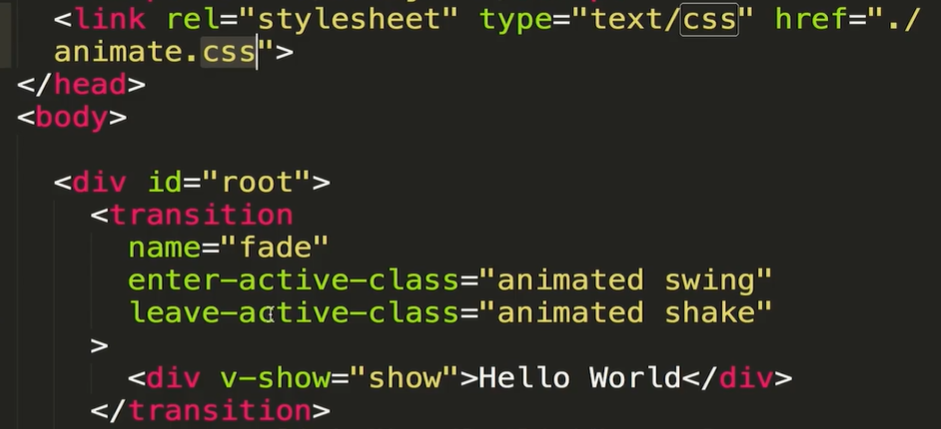 <link rel="stylesheet" type="text/css" href="./
animate.css">
</head>
<body>
<div id="root">
<transition
name="fade"
enter-active-class="animated swing"
leave-active-class="animated shake"
>
<div v-show="show">Hello World</div>
</transition>